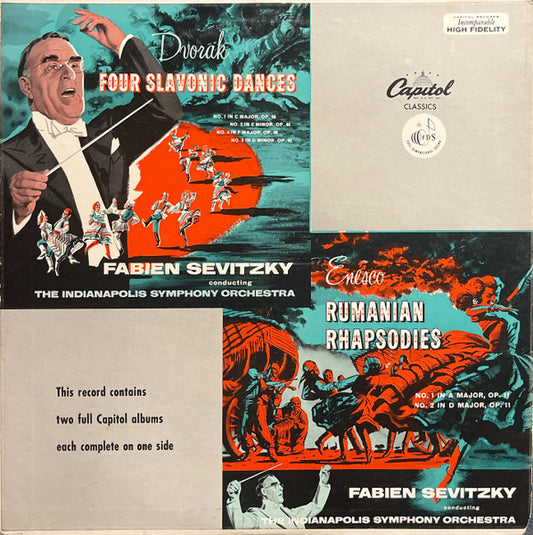 Dvorak
FOUR SLAVONIC DANCES
NO. 1 IN C MAJOR, OP. 46
NO. 2 IN E MINOR, OP. 46
NO. 4 IN F MAJOR, OP. 46
NO. 8 IN G MINOR, OP. 46
FABIEN SEVITZKY
conducting
THE INDIANAPOLIS SYMPHONY ORCHESTRA
CAPITOL RECORDS
Incomparable
HIGH FIDELITY
Capitol
CLASSICS
FDS
FULL DIMENSIONAL SOUND
Enesco
RUMANIAN
RHAPSODIES
NO. 1 IN A MAJOR, OP. 11
NO. 2 IN D MAJOR, OP. 11
This record contains
two full Capitol albums
each complete on one side
FABIEN SEVITZKY
conducting
THE INDIANAPOLIS SYMPHONY ORCHESTRA